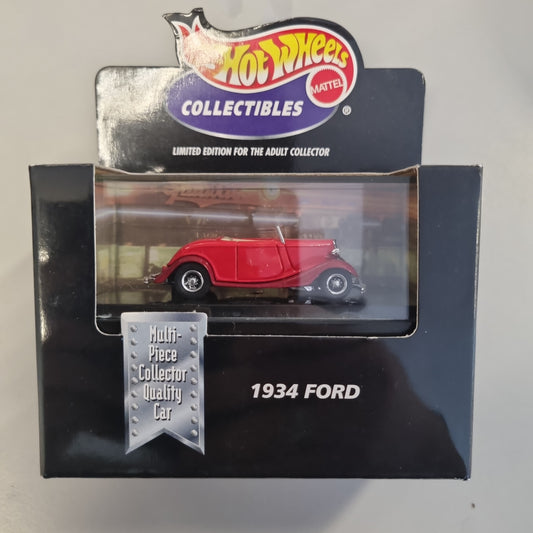 Hot Wheels
MATTEL
COLLECTIBLES ®
LIMITED EDITION FOR THE ADULT COLLECTOR
Multi-
Piece
Collector
Quality
Car
1934 FORD